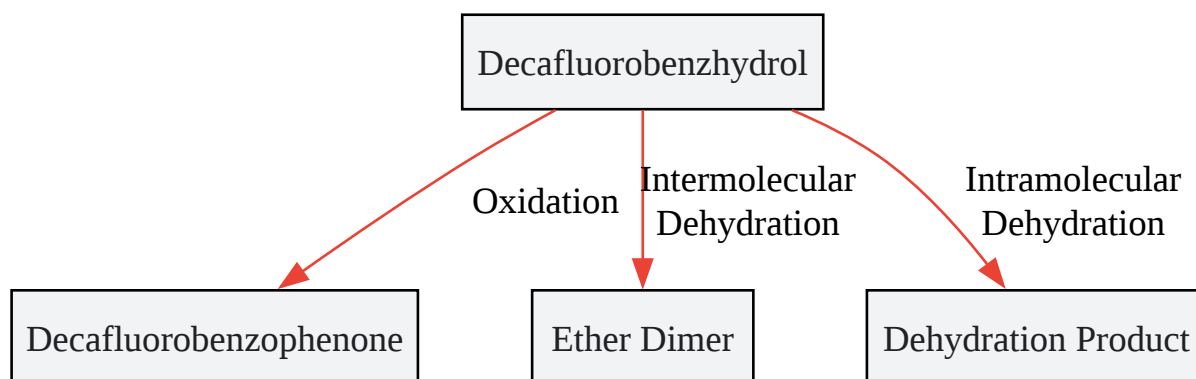 Decafluorobenzhydrol
Oxidation
Intermolecular
Dehydration
Intramolecular
Dehydration
Decafluorobenzophenone
Ether Dimer
Dehydration Product